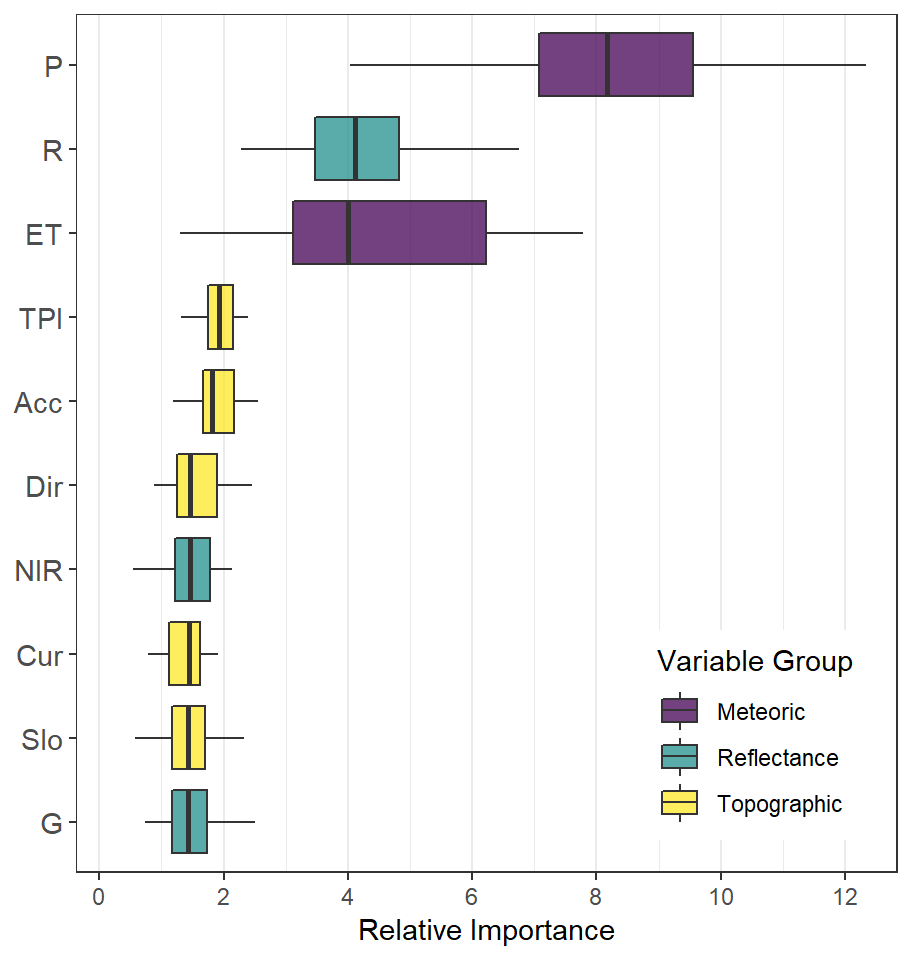 P
R
ET
TPI
Acc
Dir
NIR
Cur
Slo
G
Variable Group
Meteoric
Reflectance
Topographic
0 2 4 6 8 10 12
Relative Importance